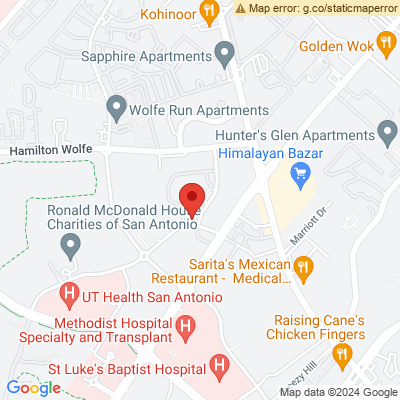 Map error: g.co/staticmaperror
Kohinoor
Golden Wok
Sapphire Apartments
Wolfe Run Apartments
Hunter's Glen Apartments
Hamilton Wolfe
Himalayan Bazar
Ronald McDonald House
Charities of San Antonio
Marriott Dr
Sarita's Mexican
Restaurant - Medical...
UT Health San Antonio
Methodist Hospital
Specialty and Transplant
Raising Cane's
Chicken Fingers
St Luke's Baptist Hospital
ezy Hill
Google
Map data ©2024 Google